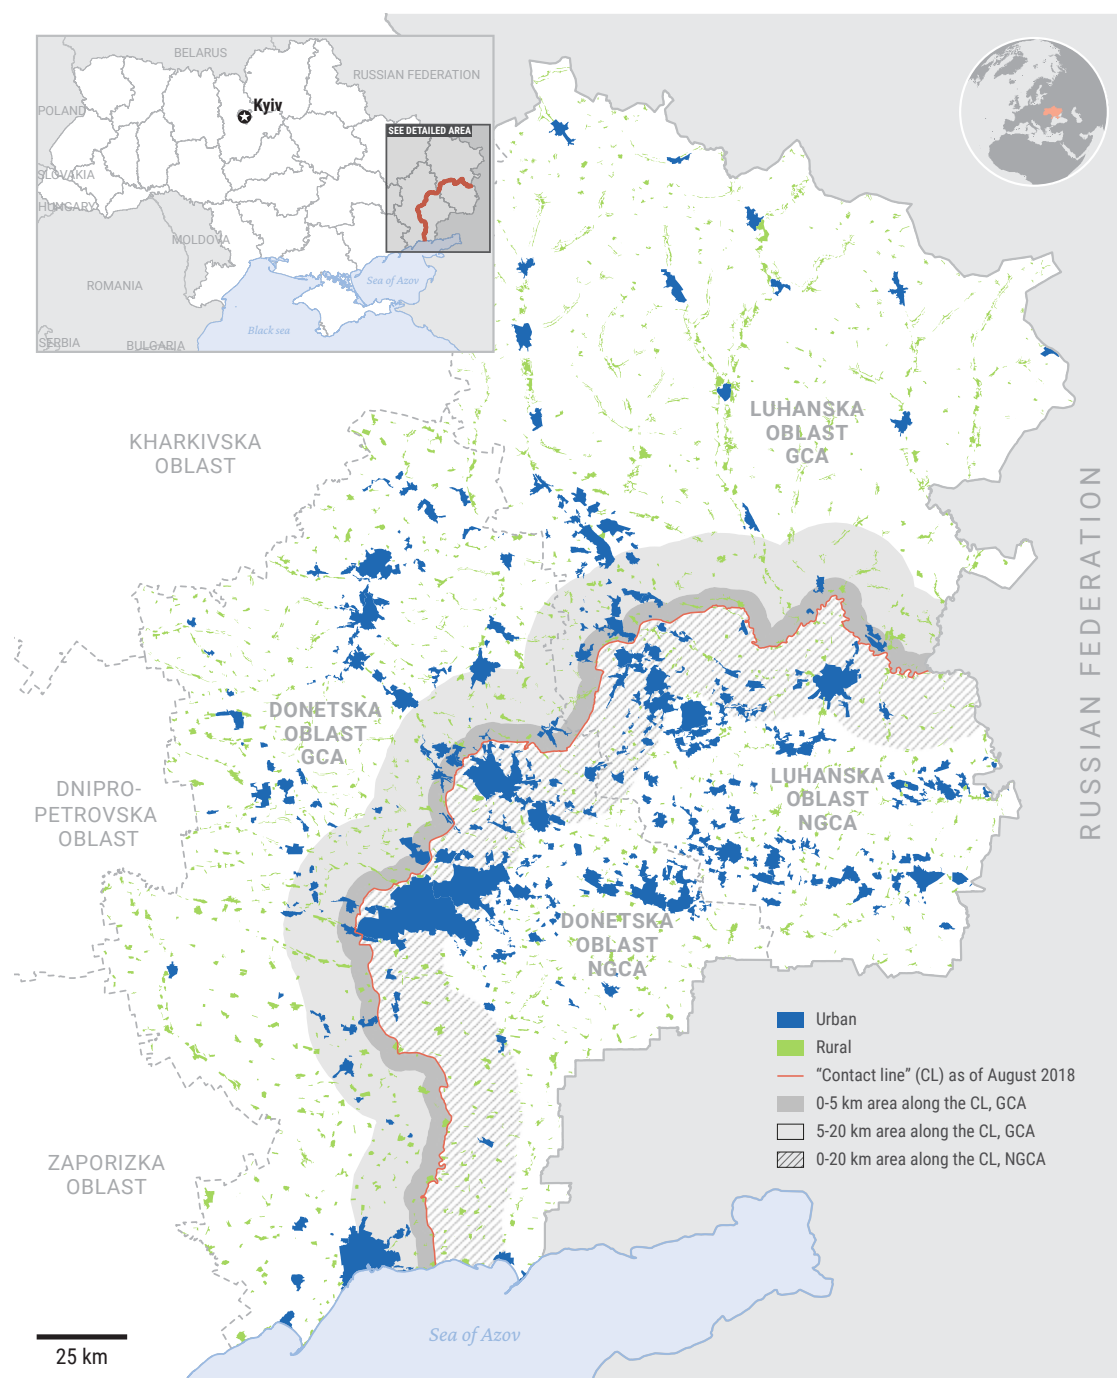 BELARUS
RUSSIAN FEDERATION
POLAND
Kyiv
SEE DETAILED AREA
SLOVAKIA
HUNGARY
MOLDOVA
ROMANIA
Sea of Azov
Black sea
SERBIA
BULGARIA
KHARKIVSKA
OBLAST
LUHANSKA
OBLAST
GCA
RUSSIAN FEDERATION
DONETSKA
OBLAST
GCA
DNIPRO-
PETROVSKA
OBLAST
LUHANSKA
OBLAST
NGCA
DONETSKA
OBLAST
NGCA
Urban
Rural
“Contact line” (CL) as of August 2018
0-5 km area along the CL, GCA
5-20 km area along the CL, GCA
0-20 km area along the CL, NGCA
ZAPORIZKA
OBLAST
Sea of Azov
25 km